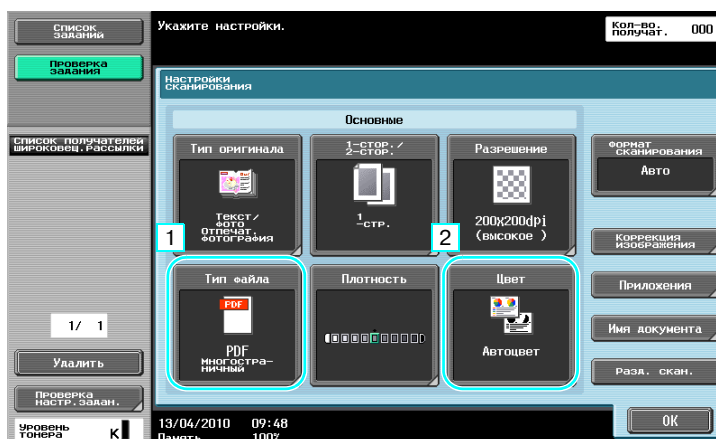 Список
заданий
Проверка
задания
Список получателей
широковещ.рассылки
1/ 1
Удалить
Проверка
настр.задан.
Уровень
тонера
K
Укажите настройки.
Кол-во.
получат.
000
Настройки
сканирования
Основные
Тип оригинала
Текст/
Фото
Отпечат.
фотография
1-стор./
2-стор.
1
-стр.
Разрешение
200X200dpi
(высокое )
1
Тип файла
PDF
PDF
многостра-
ничный
Плотность
2
Цвет
Автоцвет
Формат
сканирования
Авто
Коррекция
изображения
Приложения
Имя документа
Разд. скан.
13/04/2010 09:48
Память 100%
OK